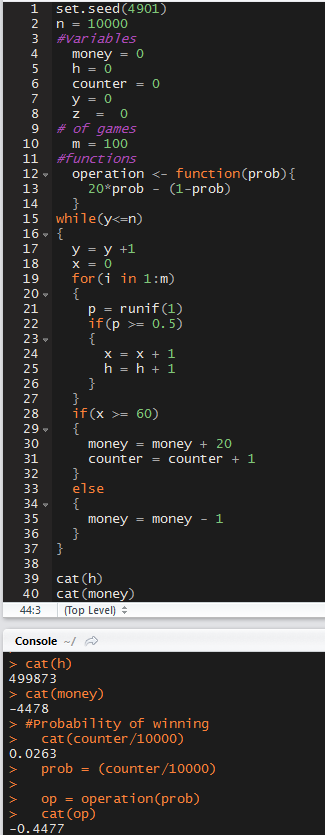 1 set.seed(4901)
2 n = 10000
3 #variables
4 money = 0
5 h = 0
6 counter = 0
7 y = 0
8 z = 0
9 # of games
10 m = 100
11 #functions
12 operation <- function(prob){
13 20*prob - (1-prob)
14 }
15 while(y<=n)
16 {
17 y = y +1
18 x = 0
19 for(i in 1:m)
20 {
21 p = runif(1)
22 if(p >= 0.5)
23 {
24 x = x + 1
25 h = h + 1
26 }
27 }
28 if(x >= 60)
29 {
30 money = money + 20
31 counter = counter + 1
32 }
33 else
34 {
35 money = money - 1
36 }
37 }
38
39 cat(h)
40 cat(money)
44:3 (Top Level)
Console ~/
> cat(h)
499873
> cat(money)
-4478
> #Probability of winning
> cat(counter/10000)
0.0263
> prob = (counter/10000)
>
> op = operation(prob)
> cat(op)
-0.4477